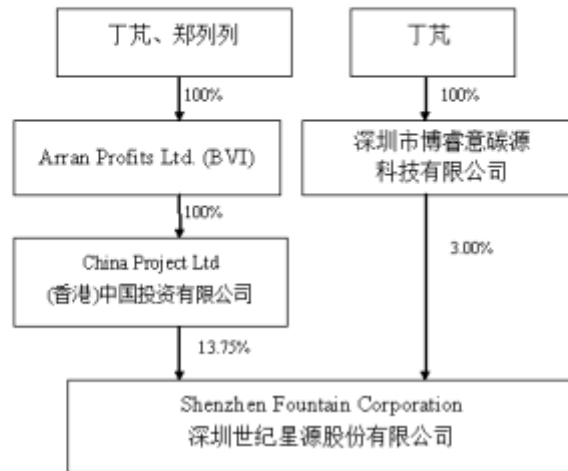 丁芃、郑列列
丁芃
100%
100%
Arran Profits Ltd. (BVI)
深圳市博睿意碳源
科技有限公司
100%
China Project Ltd
(香港)中国投资有限公司
3.00%
13.75%
Shenzhen Fountain Corporation
深圳世纪星源股份有限公司